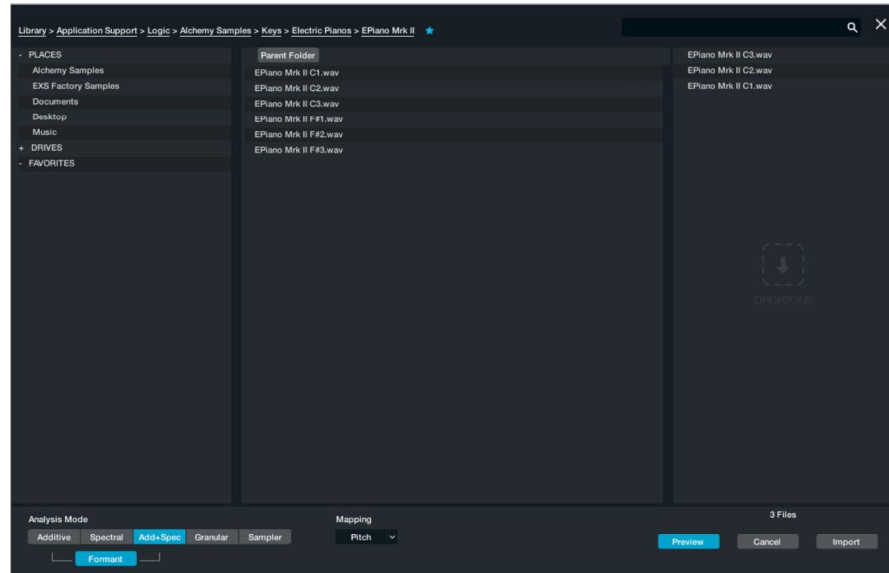 Library > Application Support > Logic > Alchemy Samples > Keys > Electric Pianos > EPiano Mrk II
- PLACES
Alchemy Samples
EXS Factory Samples
Documents
Desktop
Music
+ DRIVES
- FAVORITES
Parent Folder
EPiano Mrk II C1.wav
EPiano Mrk II C2.wav
EPiano Mrk II C3.wav
EPiano Mrk II F#1.wav
EPiano Mrk II F#2.wav
EPiano Mrk II F#3.wav
EPiano Mrk II C3.wav
EPiano Mrk II C2.wav
EPiano Mrk II C1.wav
DROPZONE
Analysis Mode
Additive Spectral Add+Spec Granular Sampler
Formant
Mapping
Pitch
3 Files
Preview Cancel Import